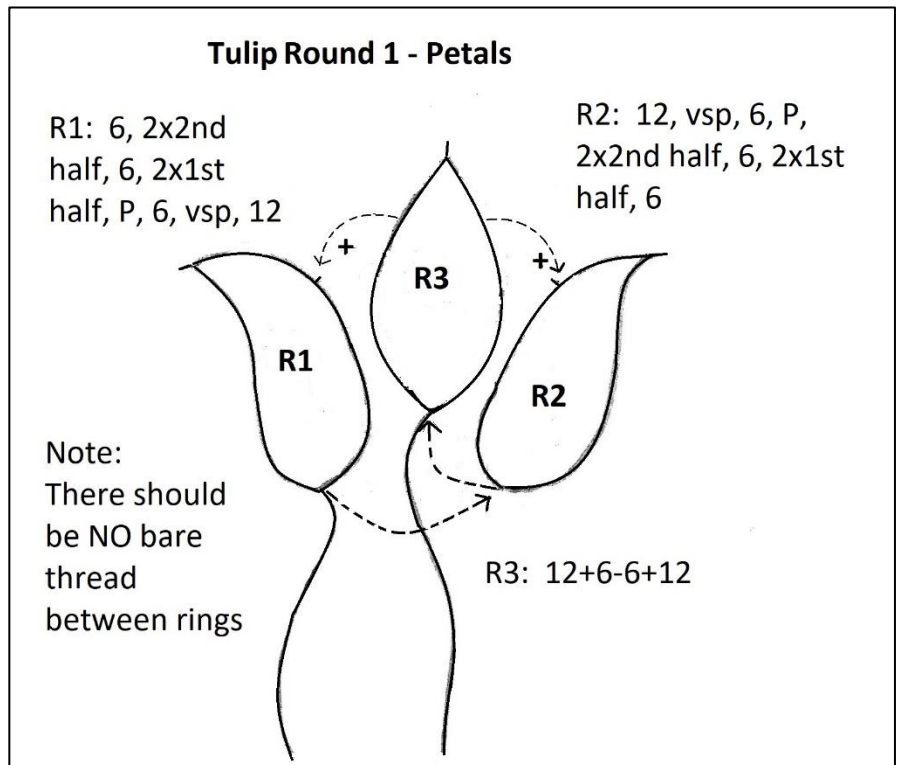 Tulip Round 1 - Petals
R1: 6, 2x2nd
half, 6, 2x1st
half, P, 6, vsp, 12
R2: 12, vsp, 6, P,
2x2nd half, 6, 2x1st
half, 6
+
+
R3
R1
R2
Note:
There should
be NO bare
thread
between rings
R3: 12+6-6+12